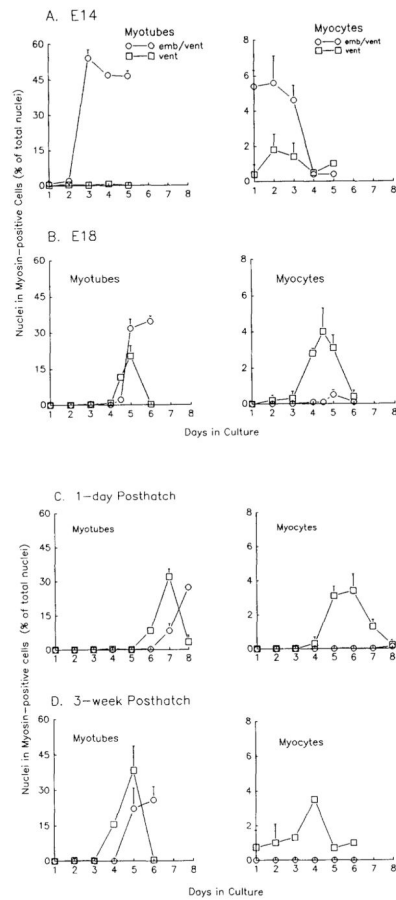 A. E14
Myotubes
emb/vent
vent
Myocytes
emb/vent
vent
60
45
30
15
0
1 2 3 4 5 6 7 8
8
6
4
2
0
1 2 3 4 5 6 7 8
B. E18
Myotubes
60
45
30
15
0
1 2 3 4 5 6 7 8
Myocytes
8
6
4
2
0
1 2 3 4 5 6 7 8
Nuclei in Myosin-positive Cells (% of total nuclei)
Days in Culture
C. 1-day Posthatch
Myotubes
60
45
30
15
0
1 2 3 4 5 6 7 8
Myocytes
8
6
4
2
0
1 2 3 4 5 6 7 8
D. 3-week Posthatch
Myotubes
60
45
30
15
0
1 2 3 4 5 6 7 8
Myocytes
8
6
4
2
0
1 2 3 4 5 6 7 8
Nuclei in Myosin-positive cells (% of total nuclei)
Days in Culture